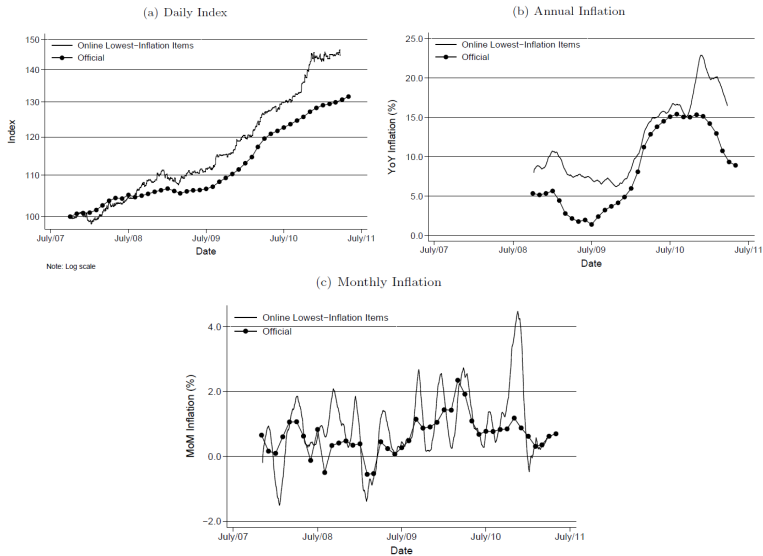 (a) Daily Index
Online Lowest−Inflation Items
Official
Index
150
140
130
120
110
100
July/07
July/08
July/09
July/10
July/11
Date
Note: Log scale
(b) Annual Inflation
Online Lowest−Inflation Items
Official
YoY Inflation (%)
25.0
20.0
15.0
10.0
5.0
0.0
July/07
July/08
July/09
July/10
July/11
Date
(c) Monthly Inflation
Online Lowest−Inflation Items
Official
MoM Inflation (%)
4.0
2.0
0.0
−2.0
July/07
July/08
July/09
July/10
July/11
Date